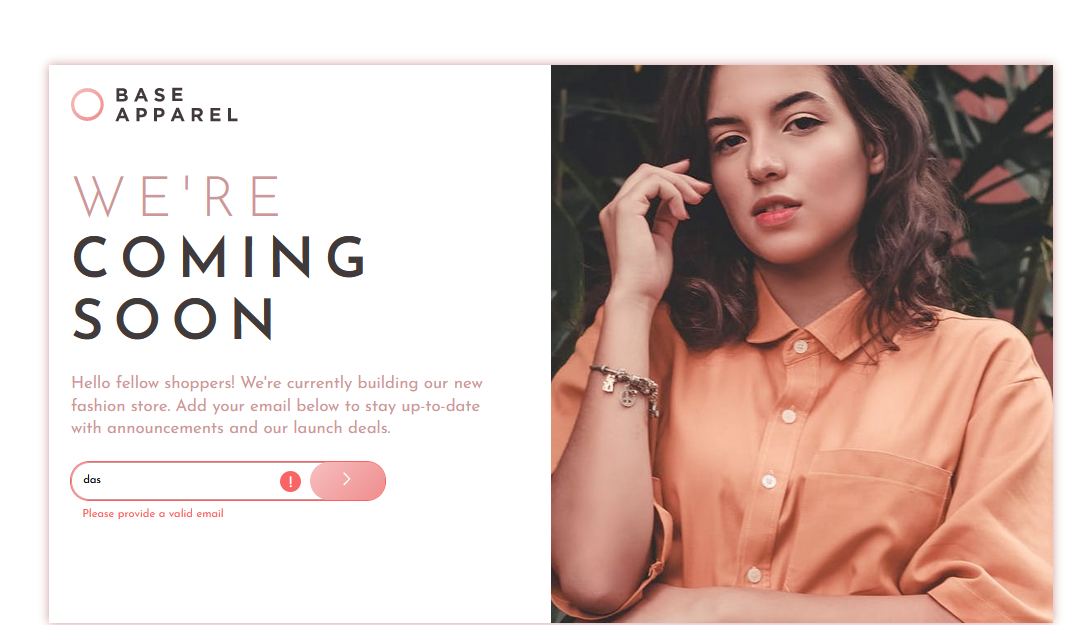 BASE
APPAREL
WE'RE
COMING
SOON
Hello fellow shoppers! We're currently building our new
fashion store. Add your email below to stay up-to-date
with announcements and our launch deals.
das
!
Please provide a valid email